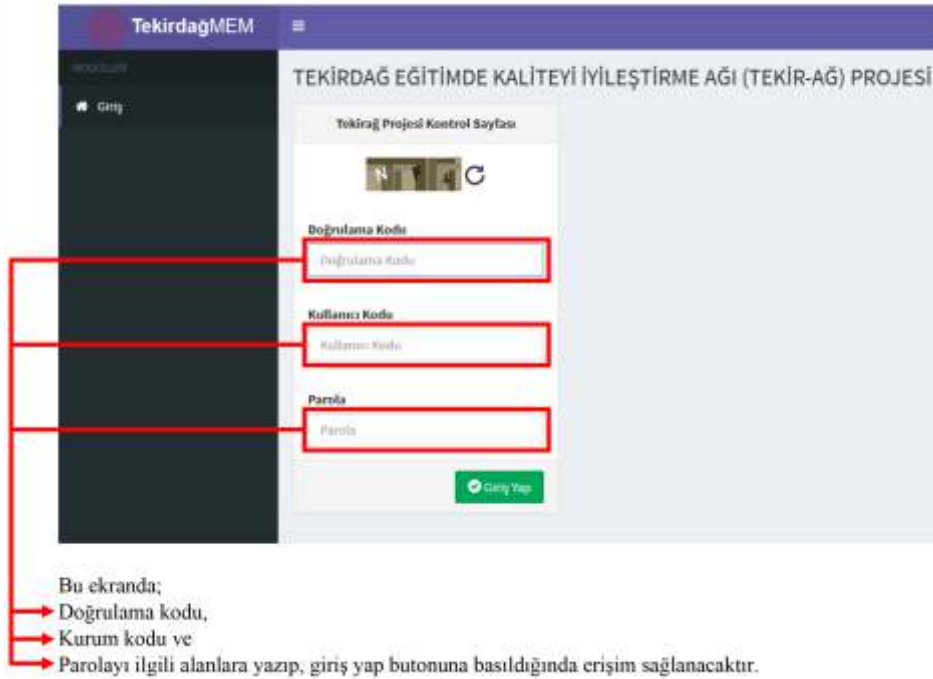 TekirdağMEM
MODÜLLER
Giriş
TEKİRDAĞ EĞİTİMDE KALİTEYİ İYİLEŞTİRME AĞI (TEKİR-AĞ) PROJESİ
Tekirağ Projesi Kontrol Sayfası
Doğrulama Kodu
Doğrulama Kodu
Kullanıcı Kodu
Kullanıcı Kodu
Parola
Parola
Giriş Yap
Bu ekranda;
Doğrulama kodu,
Kurum kodu ve
Parolayı ilgili alanlara yazıp, giriş yap butonuna basıldığında erişim sağlanacaktır.